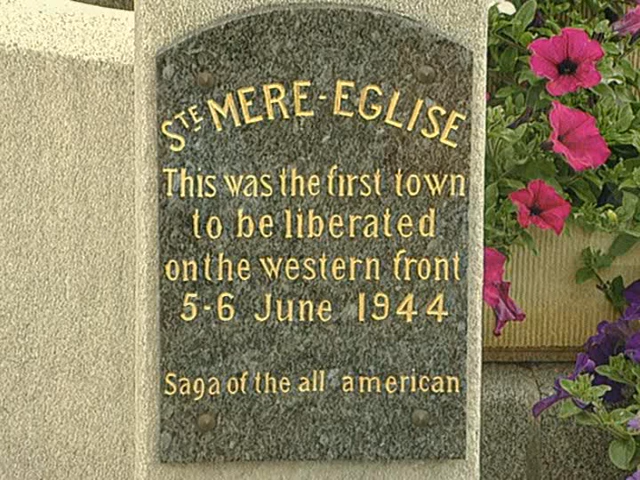 STE MERE-EGLISE
This was the first town
to be liberated
on the western front
5-6 June 1944
Saga of the all american